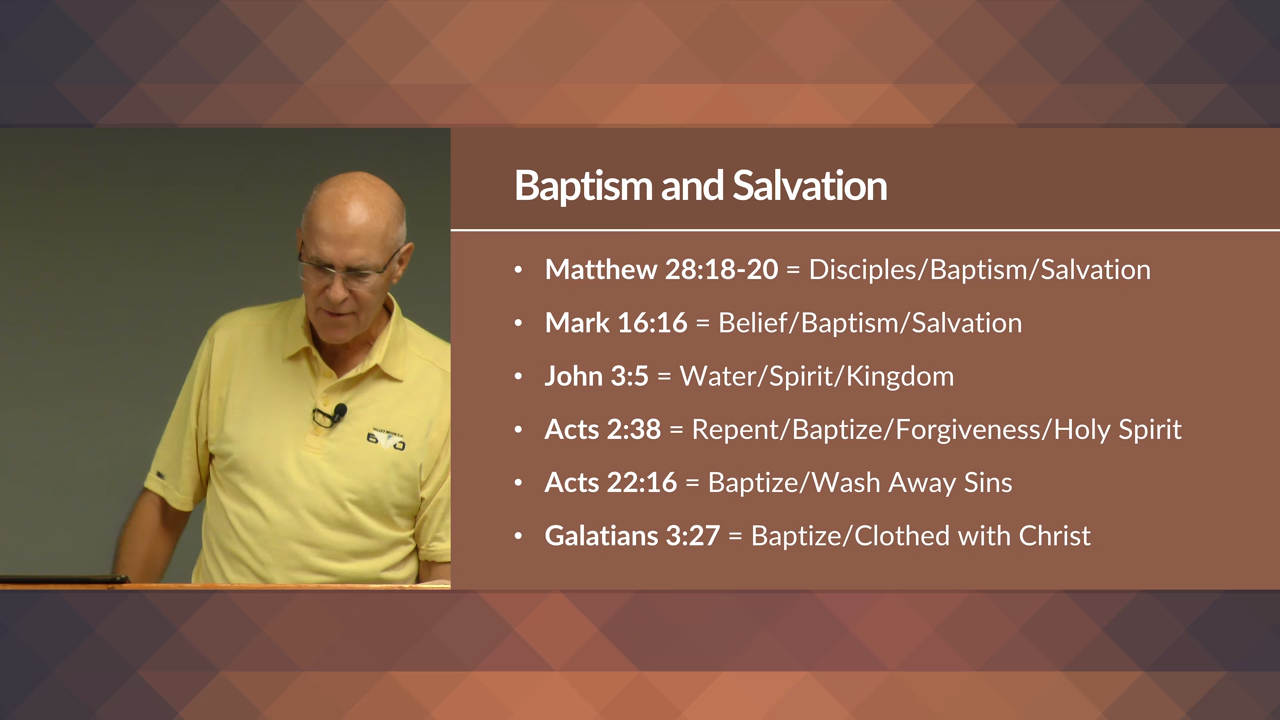 Baptism and Salvation
• Matthew 28:18-20 = Disciples/Baptism/Salvation
• Mark 16:16 = Belief/Baptism/Salvation
• John 3:5 = Water/Spirit/Kingdom
• Acts 2:38 = Repent/Baptize/Forgiveness/Holy Spirit
• Acts 22:16 = Baptize/Wash Away Sins
• Galatians 3:27 = Baptize/Clothed with Christ